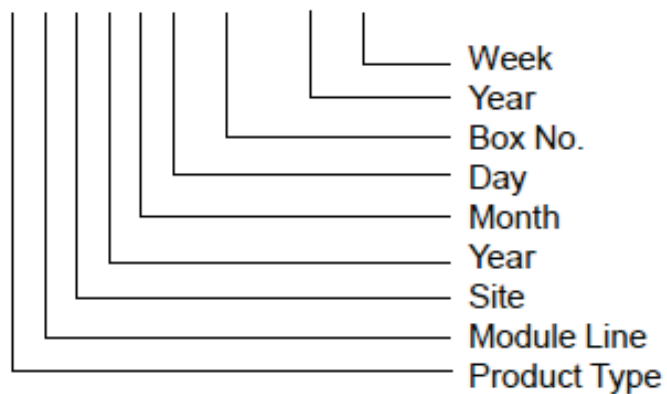 Week
Year
Box No.
Day
Month
Year
Site
Module Line
Product Type